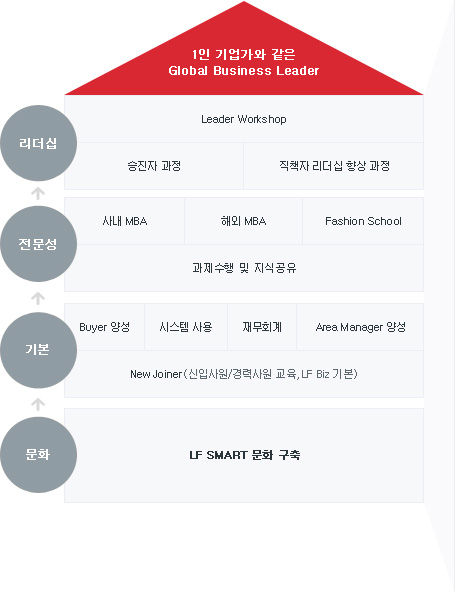 1인 기업가와 같은
Global Business Leader
리더십
Leader Workshop
승진자 과정
직책자 리더십 향상 과정
전문성
사내 MBA
해외 MBA
Fashion School
과제수행 및 지식공유
기본
Buyer 양성
시스템 사용
재무회계
Area Manager 양성
New Joiner(신입사원/경력사원 교육, LF Biz 기본)
문화
LF SMART 문화 구축